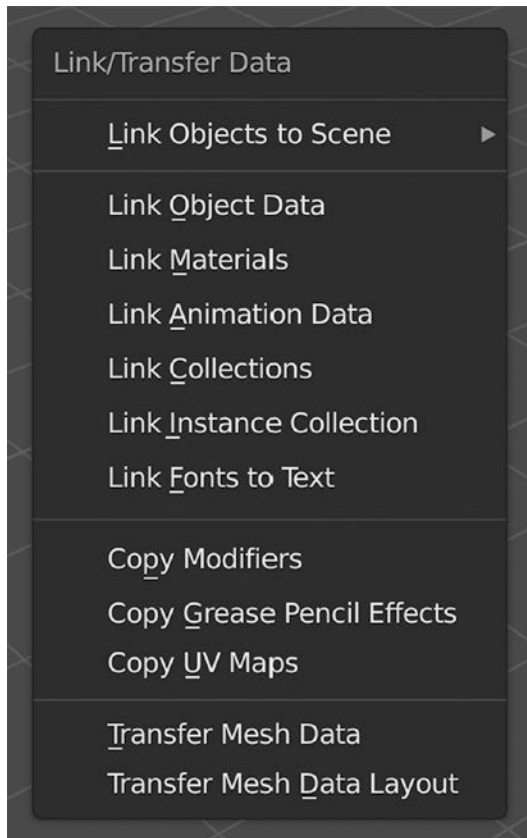 Link/Transfer Data
Link Objects to Scene
Link Object Data
Link Materials
Link Animation Data
Link Collections
Link Instance Collection
Link Fonts to Text
Copy Modifiers
Copy Grease Pencil Effects
Copy UV Maps
Transfer Mesh Data
Transfer Mesh Data Layout